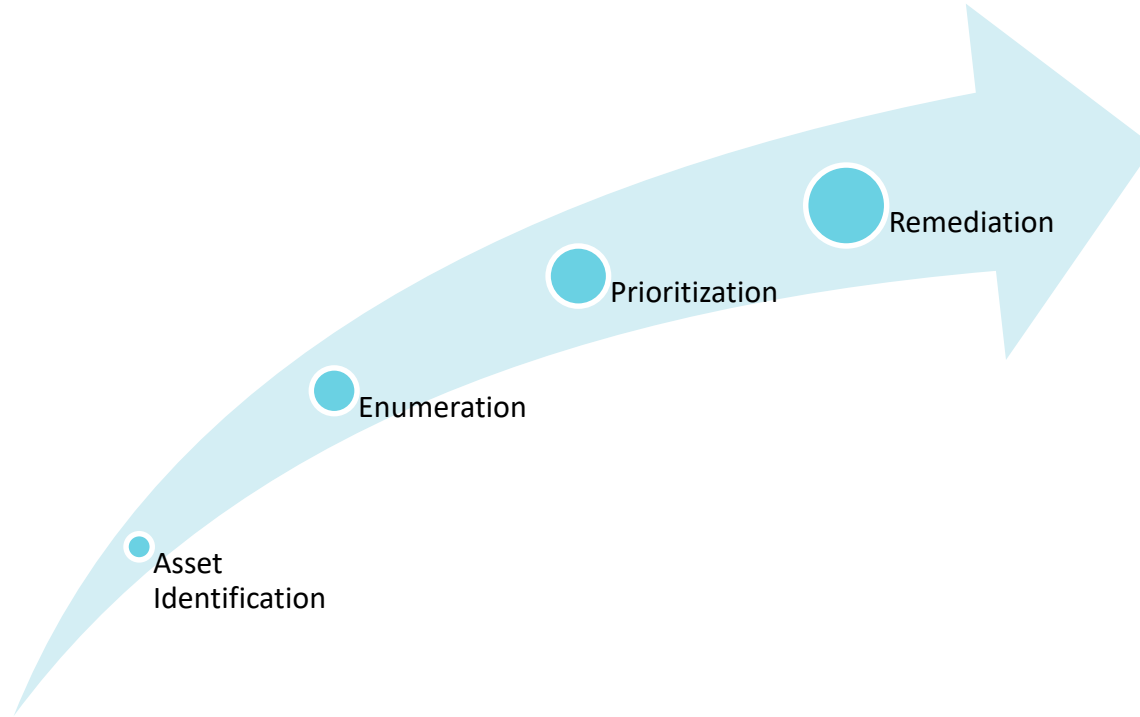 Remediation
Prioritization
Enumeration
Asset
Identification